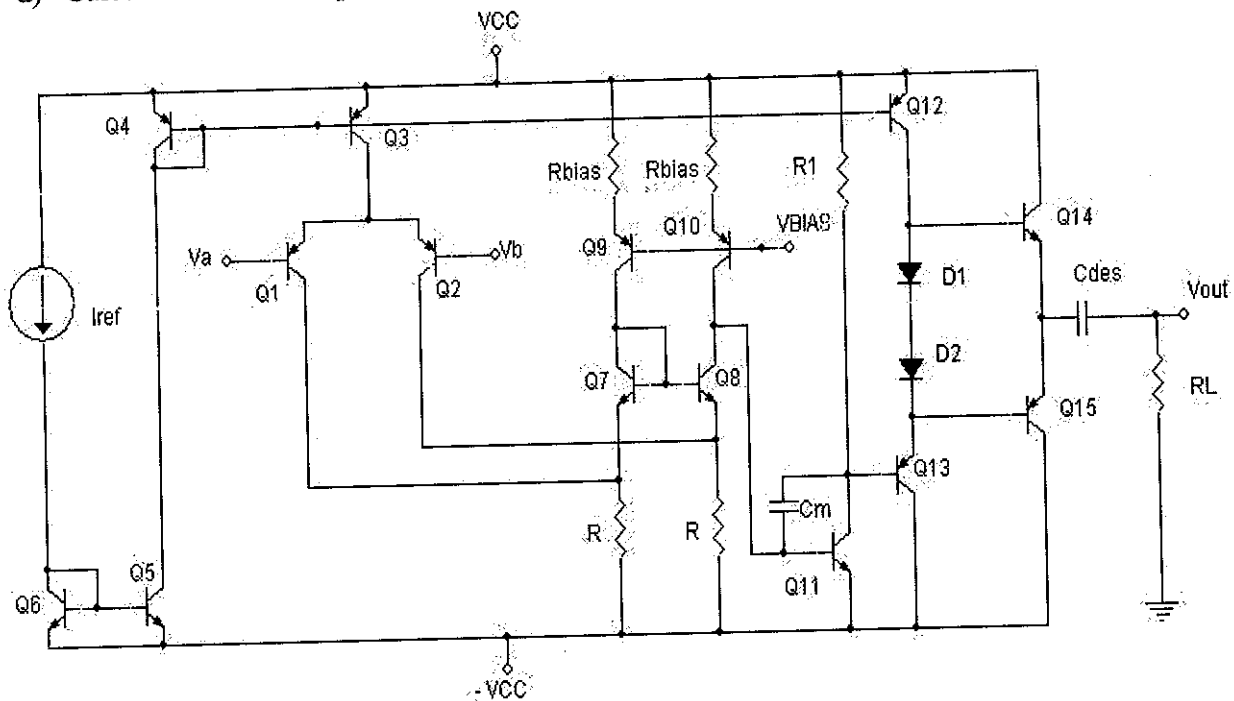 d)
VCC
Q4
Q3
Q12
Rbias
Rbias
R1
Q14
Q9
Q10
VBIAS
Va
Vb
Q1
Q2
D1
Cdes
Vout
Iref
D2
Q7
Q8
RL
Q15
Q13
Cm
R
R
Q5
Q11
Q6
- VCC